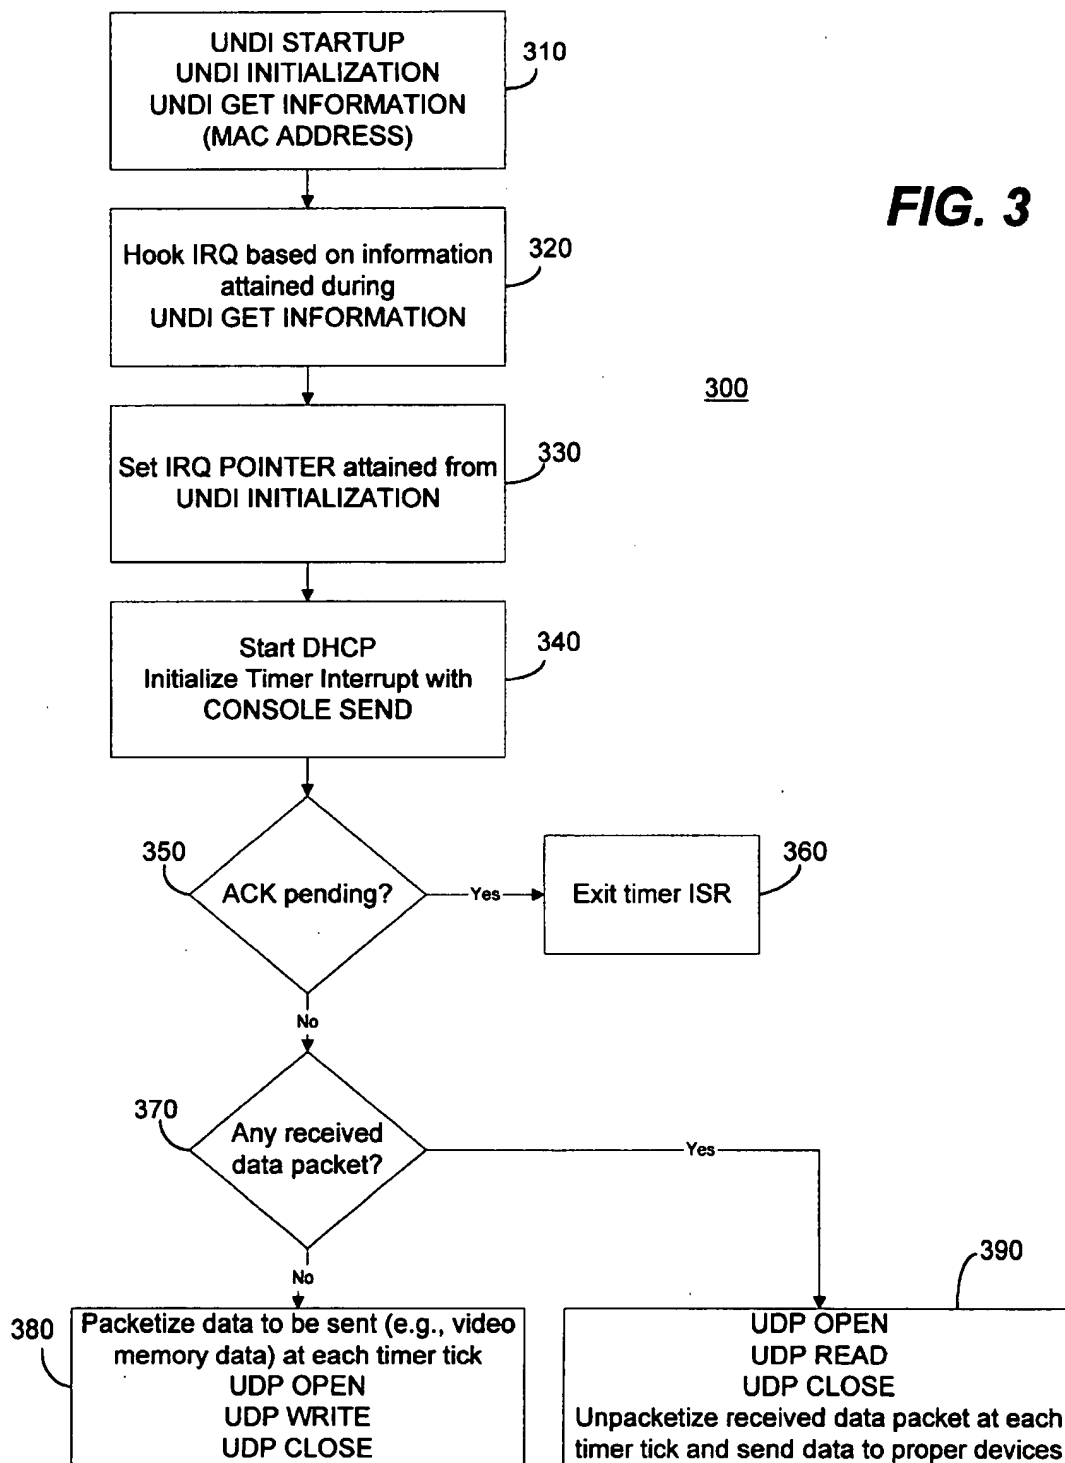 UNDI STARTUP
UNDI INITIALIZATION
UNDI GET INFORMATION
(MAC ADDRESS)
310
FIG. 3
Hook IRQ based on information
attained during
UNDI GET INFORMATION
320
300
Set IRQ POINTER attained from
UNDI INITIALIZATION
330
Start DHCP
Initialize Timer Interrupt with
CONSOLE SEND
340
350
ACK pending?
Yes
Exit timer ISR
360
No
370
Any received
data packet?
Yes
No
380
Packetize data to be sent (e.g., video
memory data) at each timer tick
UDP OPEN
UDP WRITE
UDP CLOSE
390
UDP OPEN
UDP READ
UDP CLOSE
Unpacketize received data packet at each
timer tick and send data to proper devices